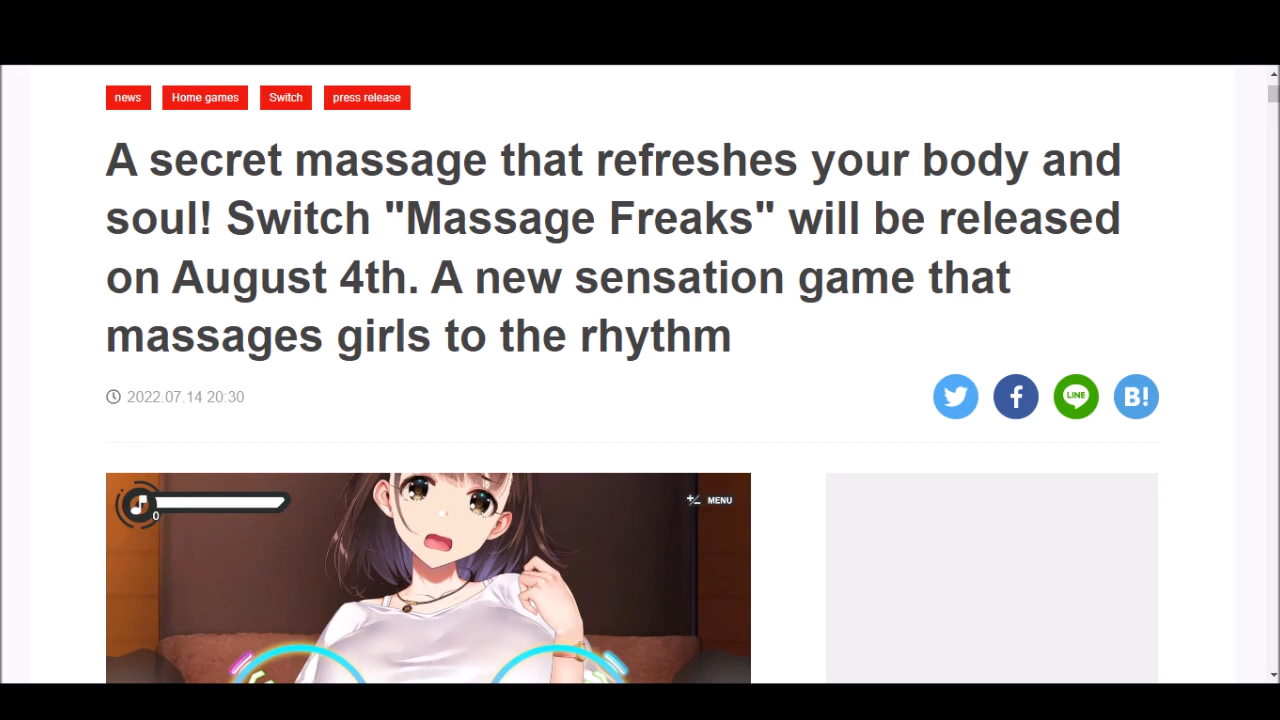 news
Home games
Switch
press release
A secret massage that refreshes your body and
soul! Switch "Massage Freaks" will be released
on August 4th. A new sensation game that
massages girls to the rhythm
2022.07.14 20:30
LINE
B!
MENU
0